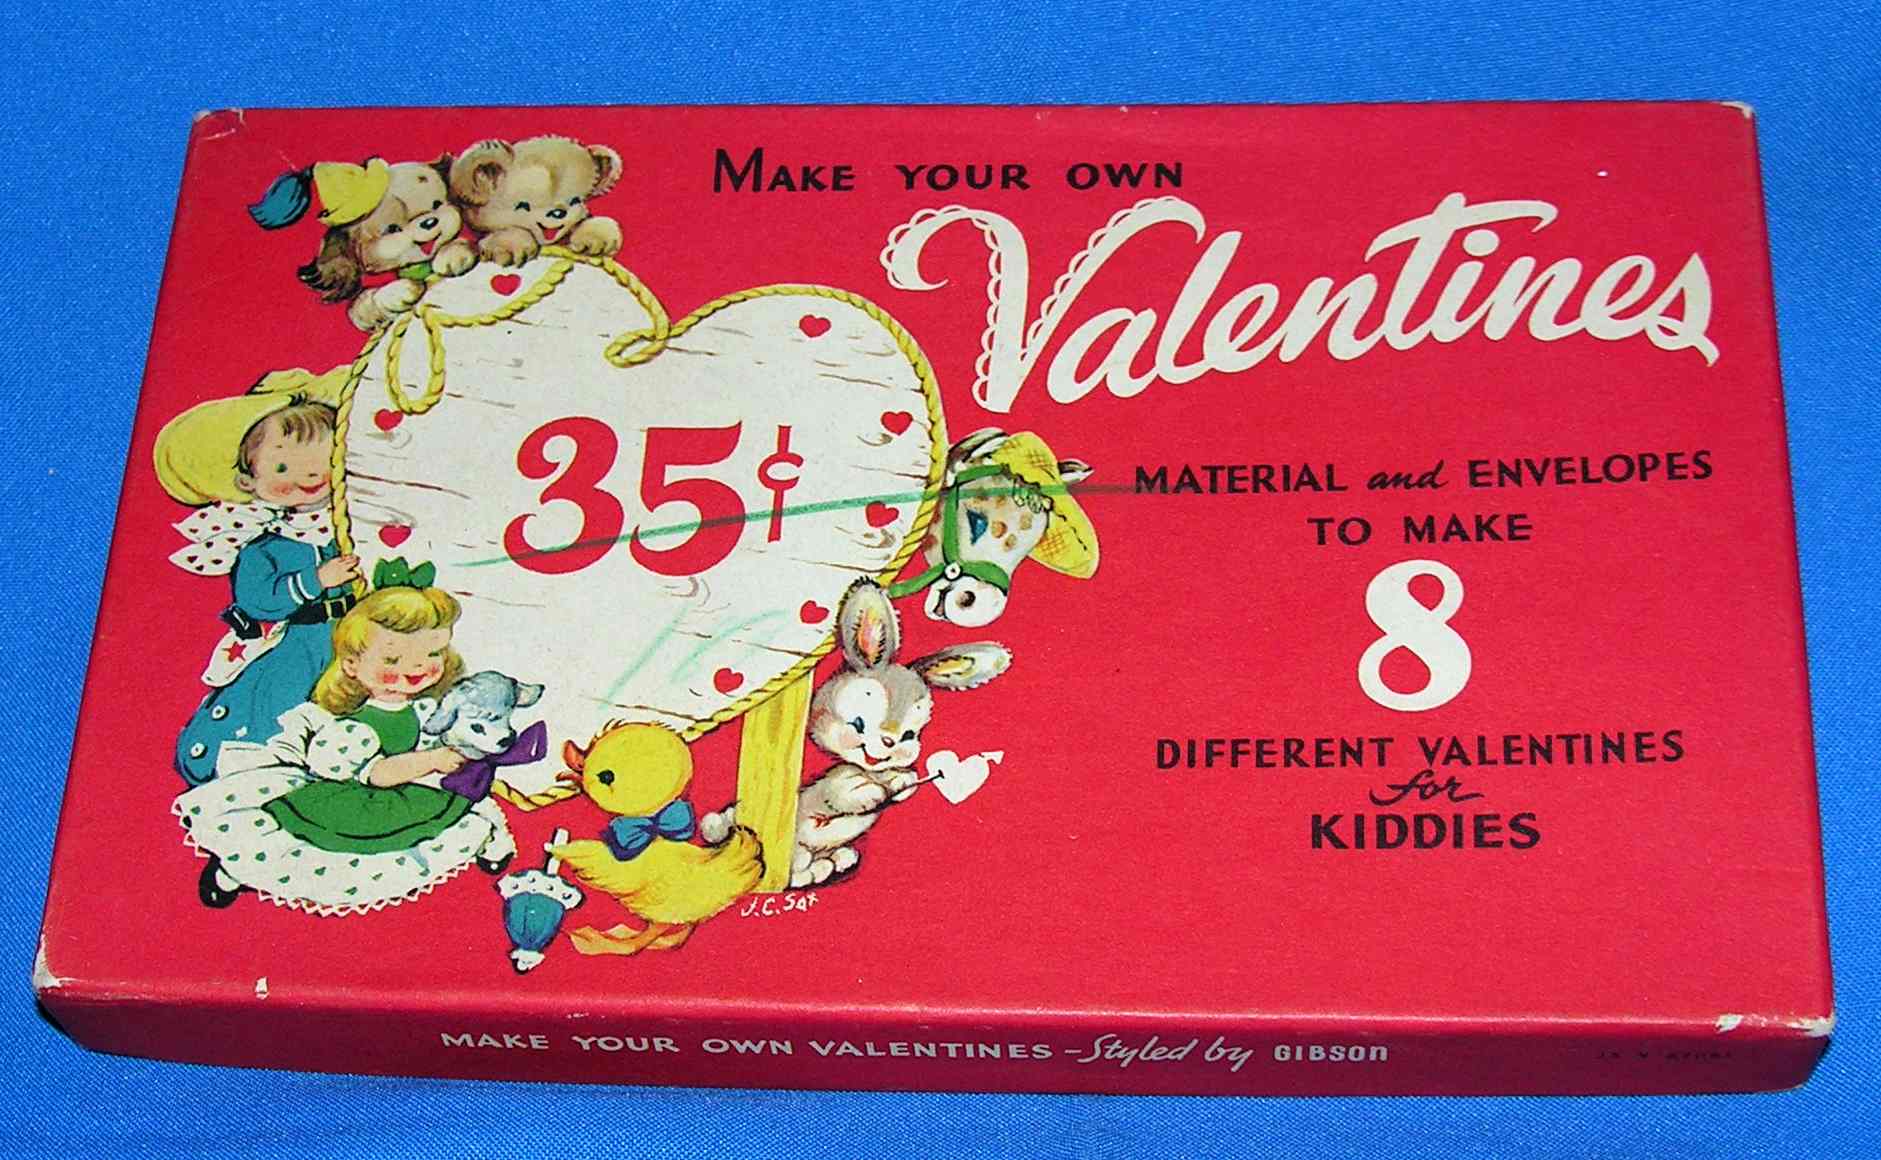 MAKE YOUR OWN
Valentines
35¢
MATERIAL and ENVELOPES
TO MAKE
8
DIFFERENT VALENTINES
for
KIDDIES
J.C. Sax
MAKE YOUR OWN VALENTINES - Styled by GIBSON